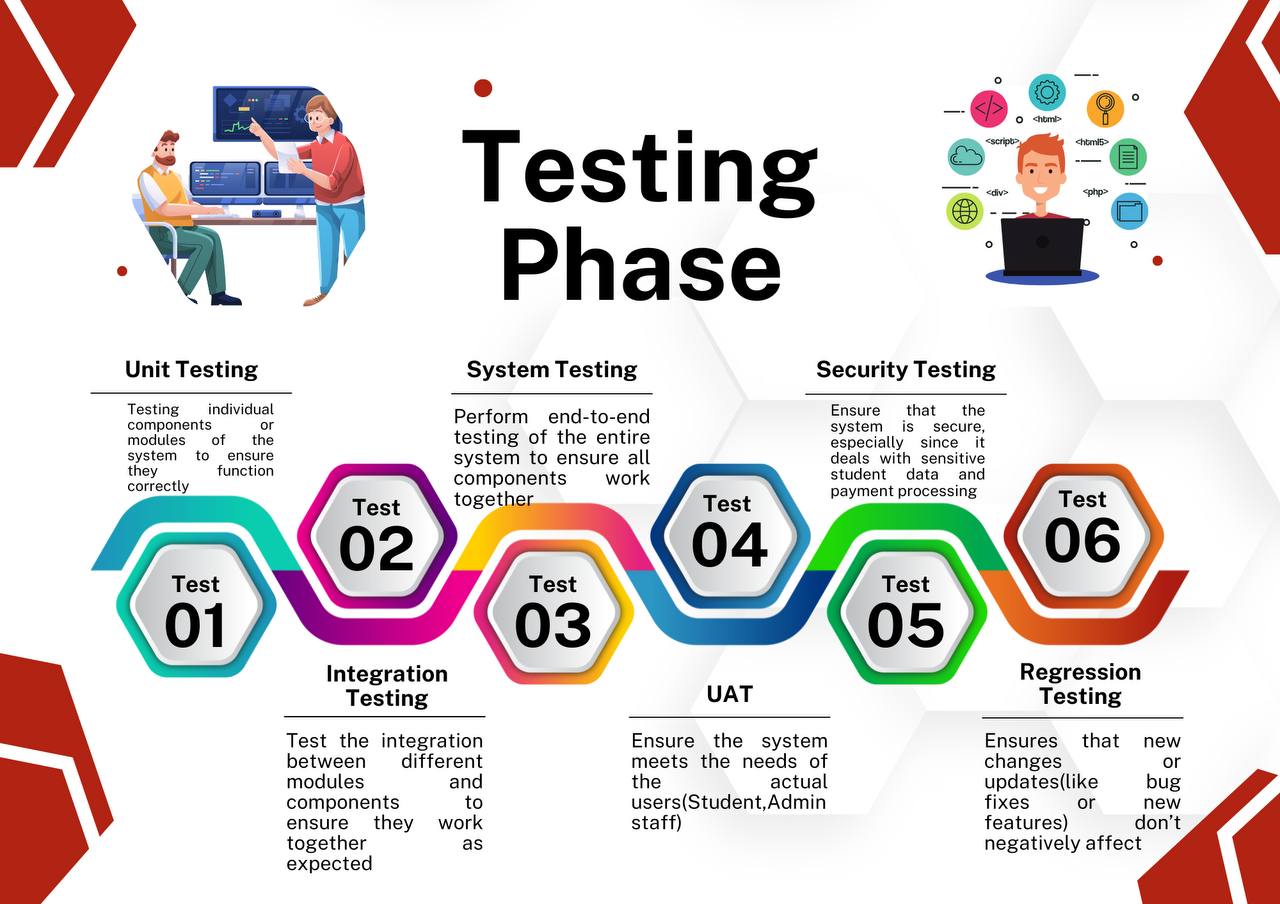 Testing
Phase
<html>
<script>
<html5>
<div>
<php>
</>
Unit Testing
Testing individual
components or
modules of the
system to ensure
they function
correctly
Test
01
Test
02
Integration
Testing
Test the integration
between different
modules and
components to
ensure they work
together as
expected
System Testing
Perform end-to-end
testing of the entire
system to ensure all
components work
together
Test
03
Test
04
UAT
Ensure the system
meets the needs of
the actual
users(Student,Admin
staff)
Security Testing
Ensure that the
system is secure,
especially since it
deals with sensitive
student data and
payment processing
Test
05
Test
06
Regression
Testing
Ensures that new
changes or
updates(like bug
fixes or new
features) don’t
negatively affect